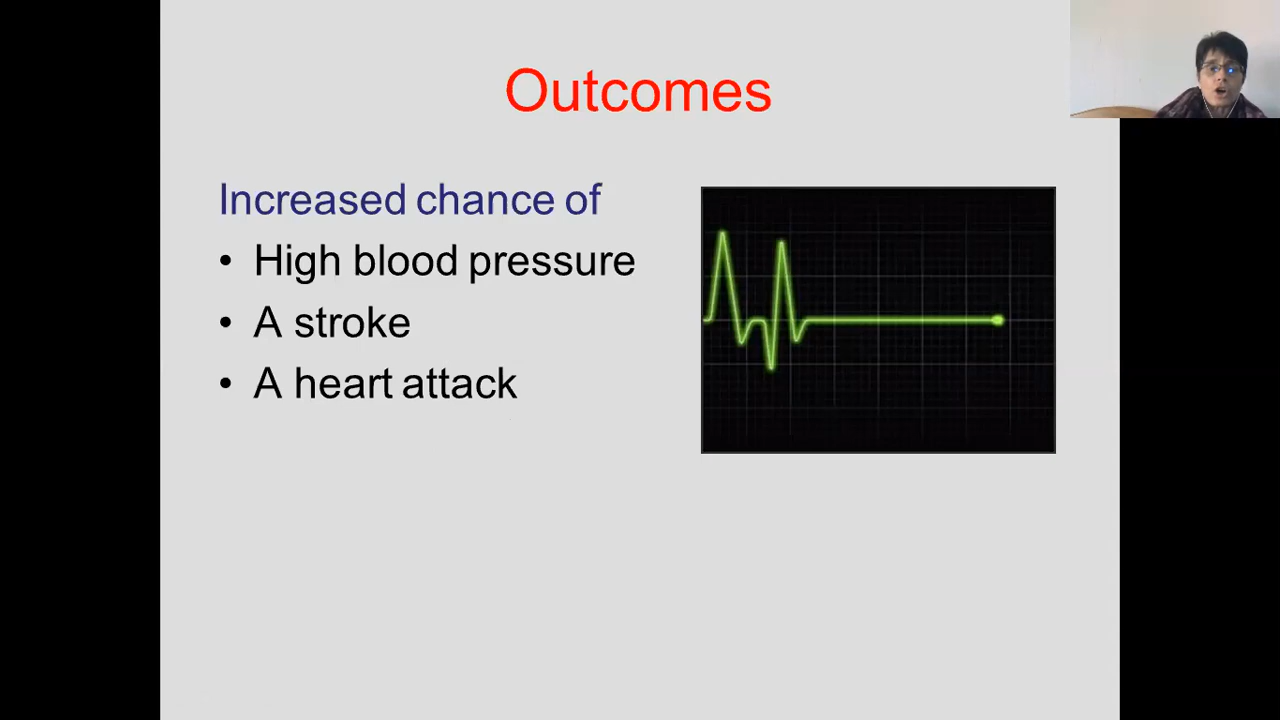 Outcomes
Increased chance of
• High blood pressure
• A stroke
• A heart attack